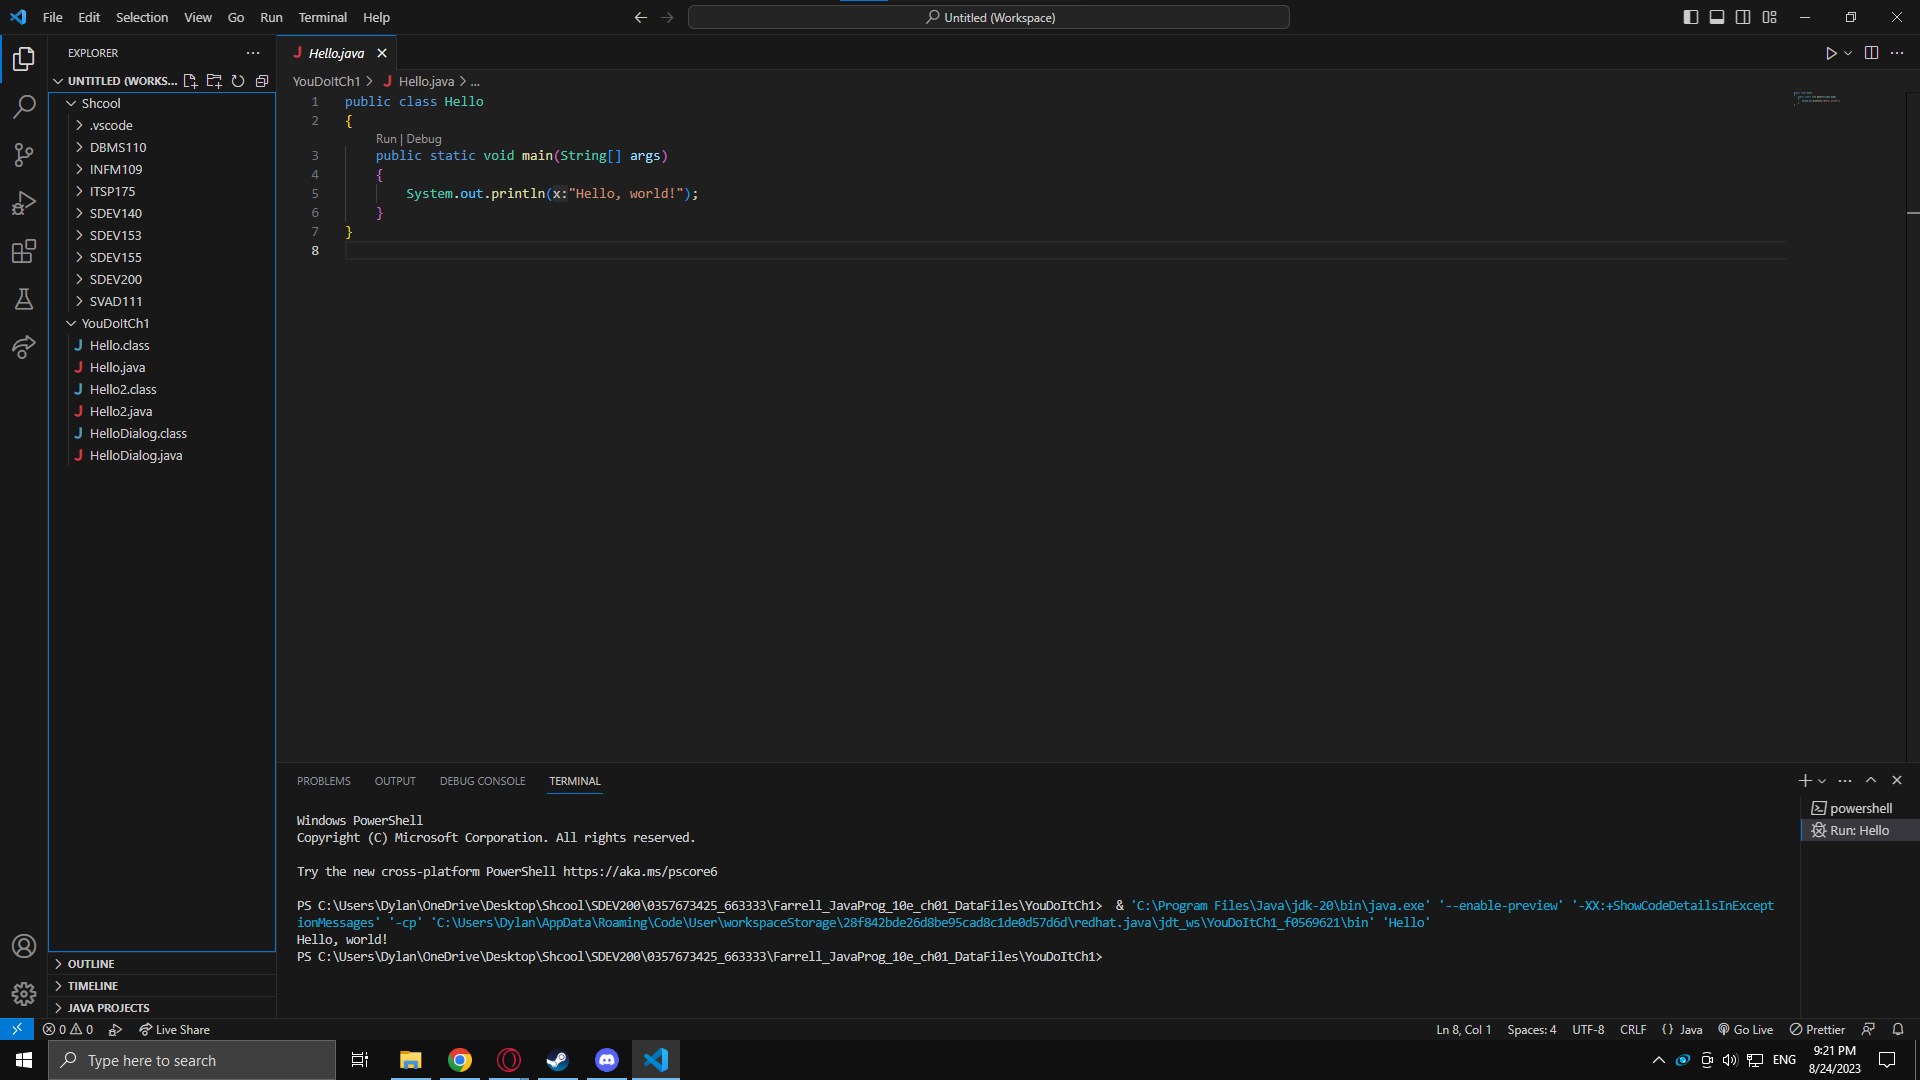 File Edit Selection View Go Run Terminal Help
Untitled (Workspace)
EXPLORER
UNTITLED (WORKS...
Shcool
.vscode
DBMS110
INFM109
ITSP175
SDEV140
SDEV153
SDEV155
SDEV200
SVAD111
YouDoItCh1
Hello.class
Hello.java
Hello2.class
Hello2.java
HelloDialog.class
HelloDialog.java
OUTLINE
TIMELINE
JAVA PROJECTS
Hello.java
YouDoItCh1 > Hello.java > ...
1 public class Hello
2 {
Run | Debug
3 public static void main(String[] args)
4 {
5 System.out.println(x:"Hello, world!");
6 }
7 }
8
PROBLEMS OUTPUT DEBUG CONSOLE TERMINAL
powershell
Run: Hello
Windows PowerShell
Copyright (C) Microsoft Corporation. All rights reserved.
Try the new cross-platform PowerShell https://aka.ms/pscore6
PS C:\Users\Dylan\OneDrive\Desktop\Shcool\SDEV200\0357673425_663333\Farrell_JavaProg_10e_ch01_DataFiles\YouDoItCh1> & 'C:\Program Files\Java\jdk-20\bin\java.exe' '--enable-preview' '-XX:+ShowCodeDetailsInExcept
ionMessages' '-cp' 'C:\Users\Dylan\AppData\Roaming\Code\User\workspaceStorage\28f842bde26d8be95cad8c1de0d57d6d\redhat.java\jdt_ws\YouDoItCh1_f0569621\bin' 'Hello'
Hello, world!
PS C:\Users\Dylan\OneDrive\Desktop\Shcool\SDEV200\0357673425_663333\Farrell_JavaProg_10e_ch01_DataFiles\YouDoItCh1>
0 0 Live Share
Ln 8, Col 1 Spaces: 4 UTF-8 CRLF {} Java Go Live Prettier
Type here to search
ENG
9:21 PM
8/24/2023